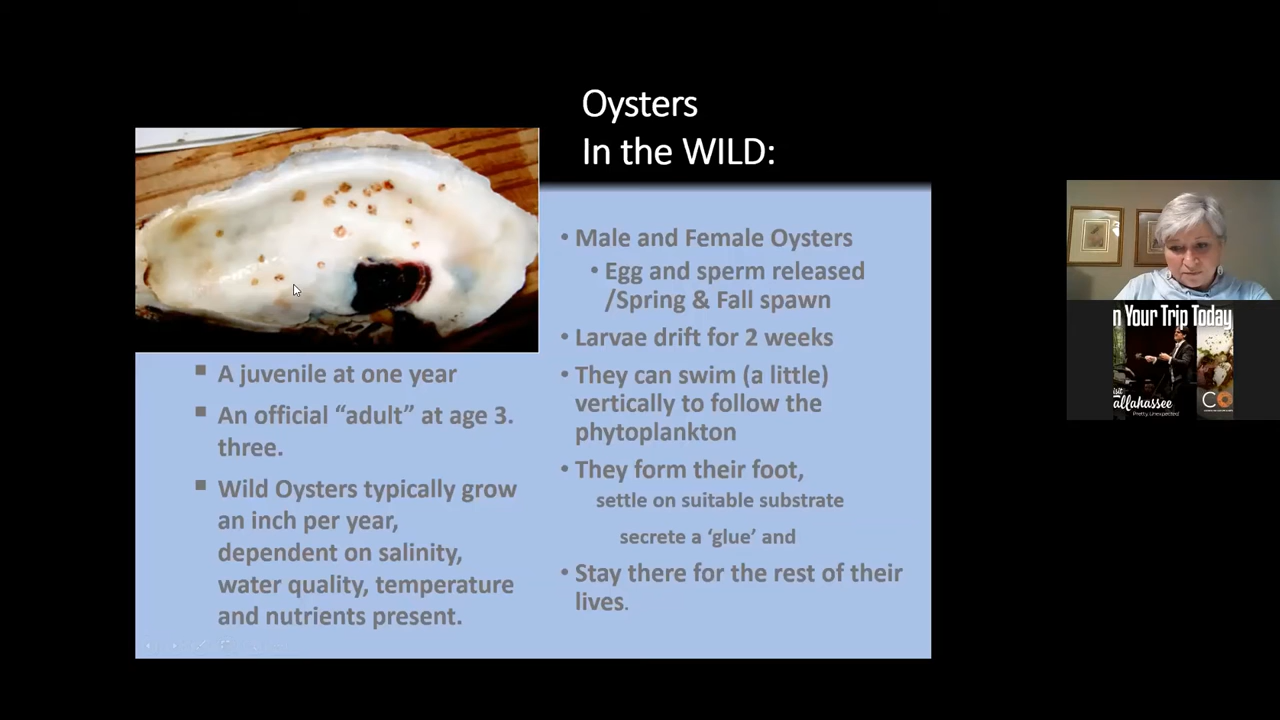 Oysters
In the WILD:
• Male and Female Oysters
• Egg and sperm released
/Spring & Fall spawn
• Larvae drift for 2 weeks
• They can swim (a little)
vertically to follow the
phytoplankton
• They form their foot,
settle on suitable substrate
secrete a ‘glue’ and
• Stay there for the rest of their
lives.
▪ A juvenile at one year
▪ An official “adult” at age 3.
three.
▪ Wild Oysters typically grow
an inch per year,
dependent on salinity,
water quality, temperature
and nutrients present.
n Your Trip Today
isit
allahassee
Pretty Unexpected
CO